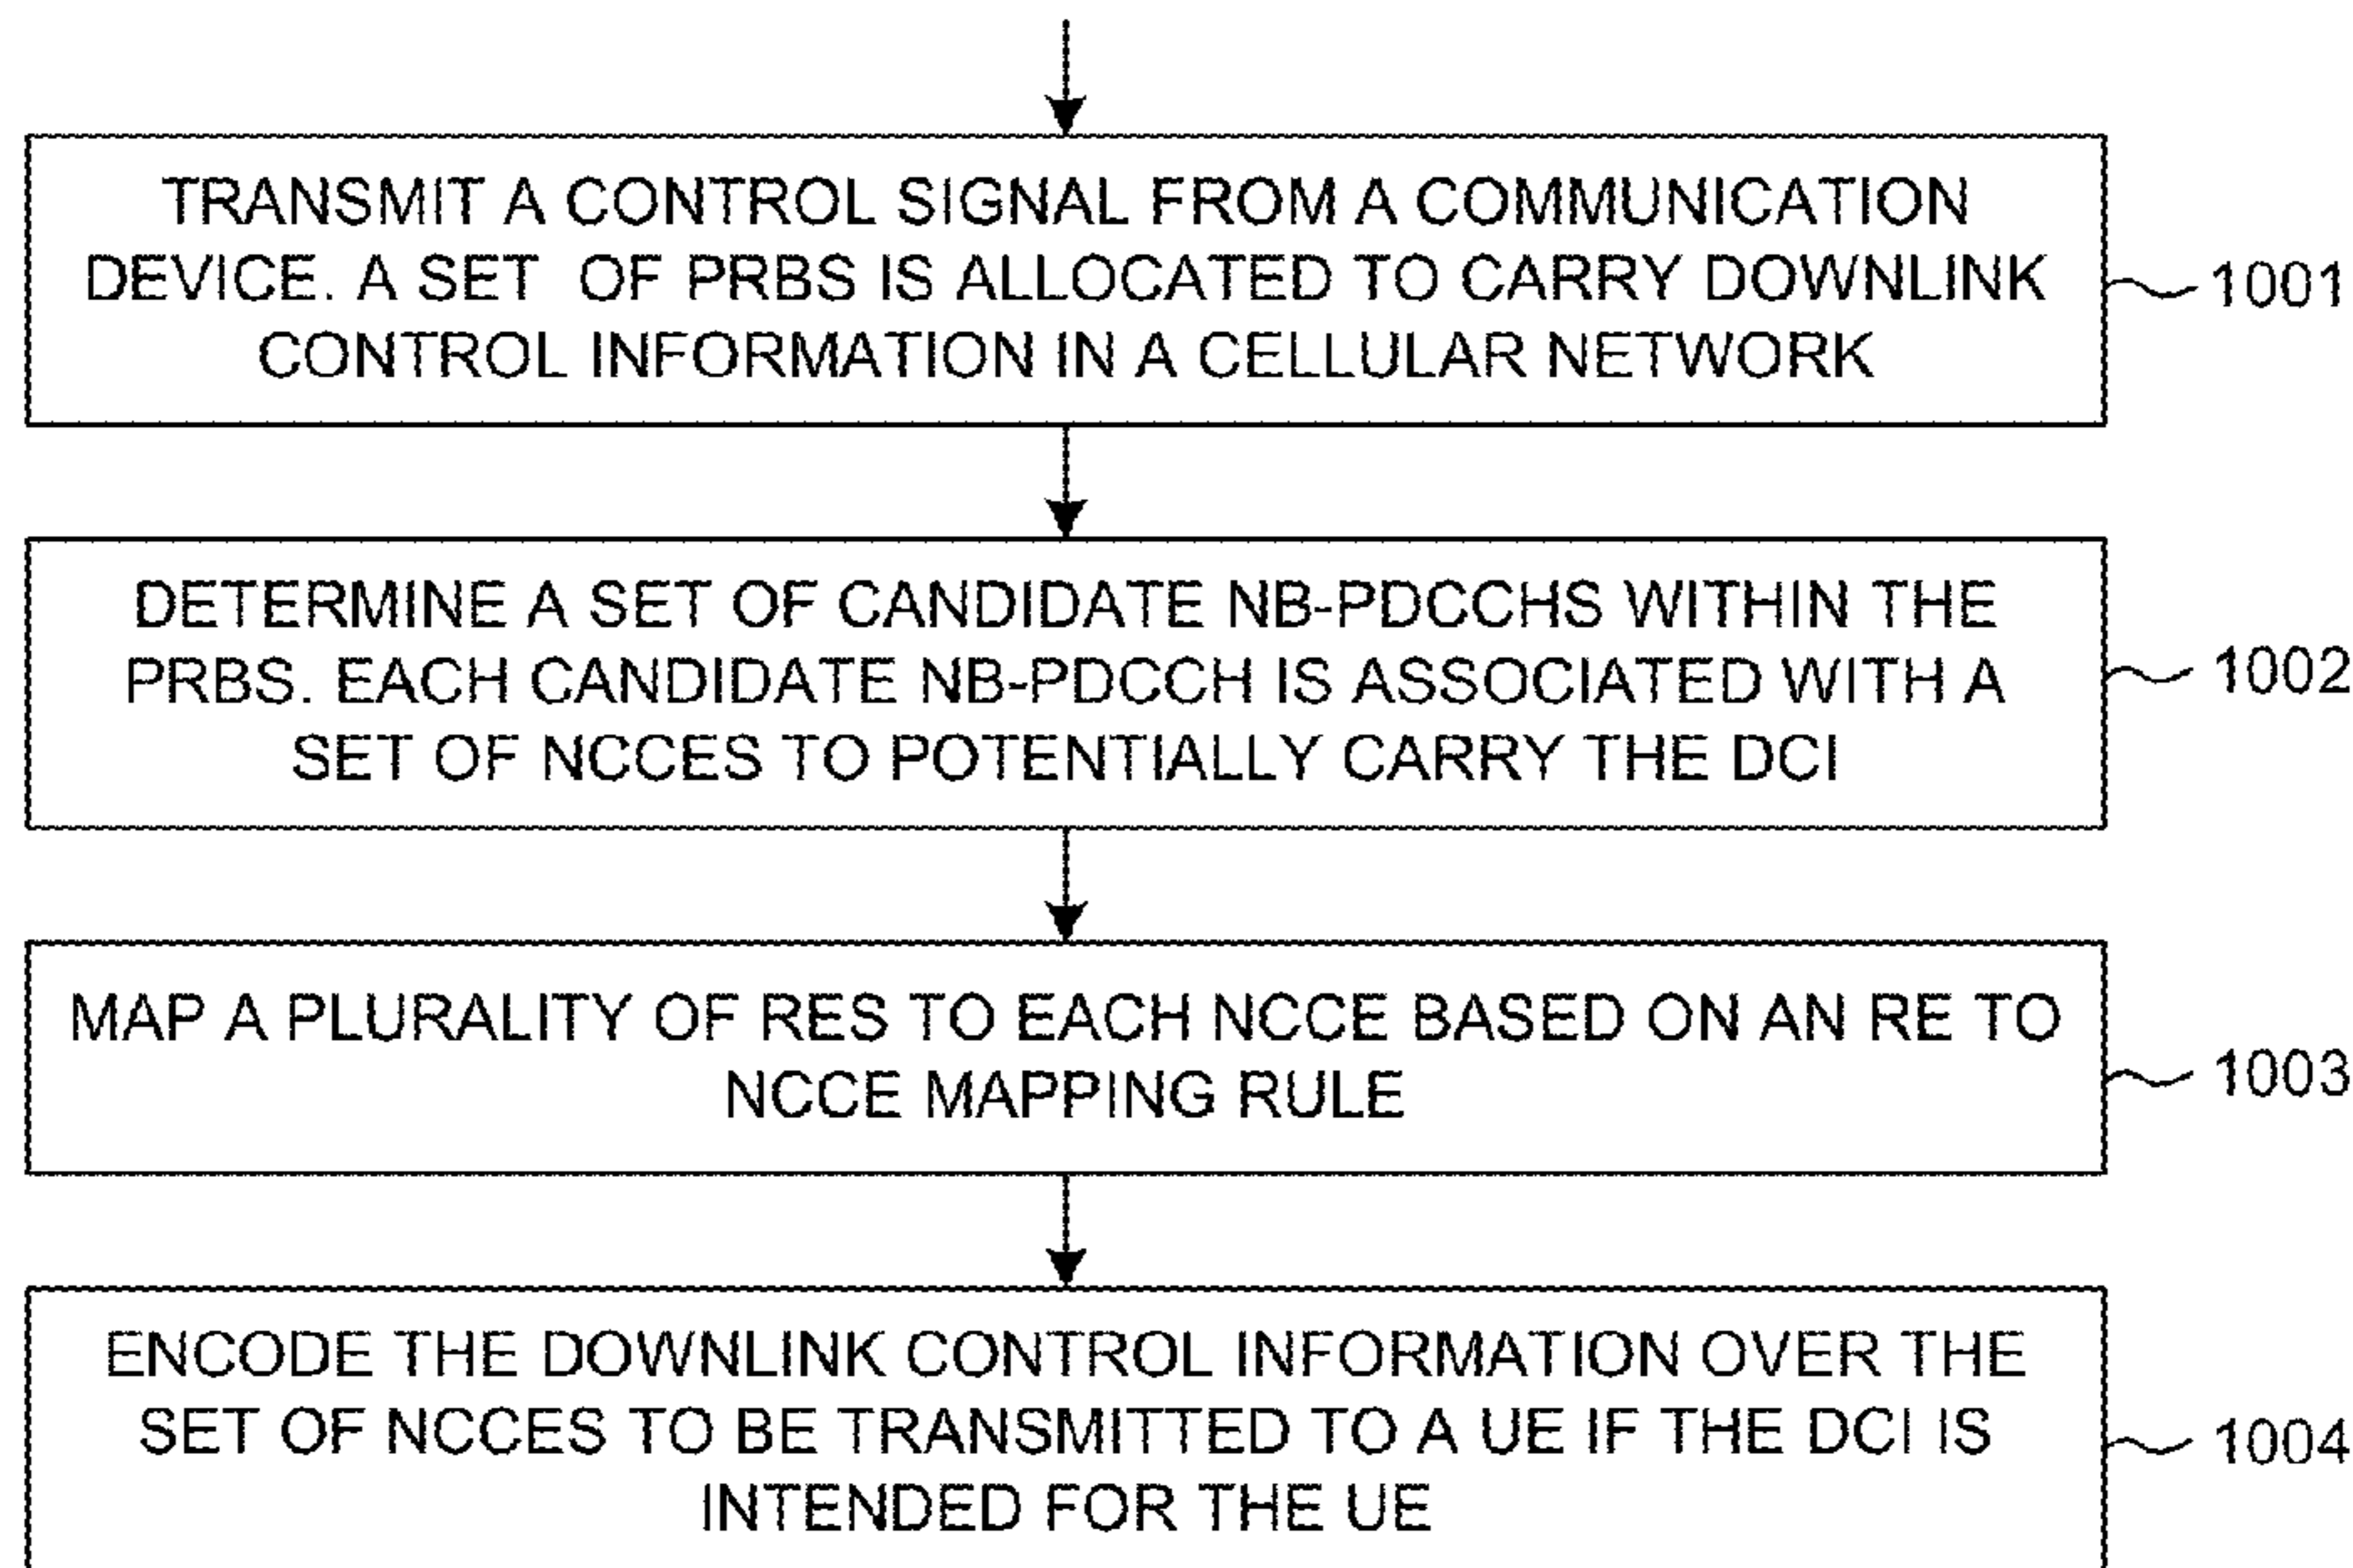 TRANSMIT A CONTROL SIGNAL FROM A COMMUNICATION
DEVICE. A SET OF PRBS IS ALLOCATED TO CARRY DOWNLINK
CONTROL INFORMATION IN A CELLULAR NETWORK
1001
DETERMINE A SET OF CANDIDATE NB-PDCCHS WITHIN THE
PRBS. EACH CANDIDATE NB-PDCCH IS ASSOCIATED WITH A
SET OF NCCES TO POTENTIALLY CARRY THE DCI
1002
MAP A PLURALITY OF RES TO EACH NCCE BASED ON AN RE TO
NCCE MAPPING RULE
1003
ENCODE THE DOWNLINK CONTROL INFORMATION OVER THE
SET OF NCCES TO BE TRANSMITTED TO A UE IF THE DCI IS
INTENDED FOR THE UE
1004